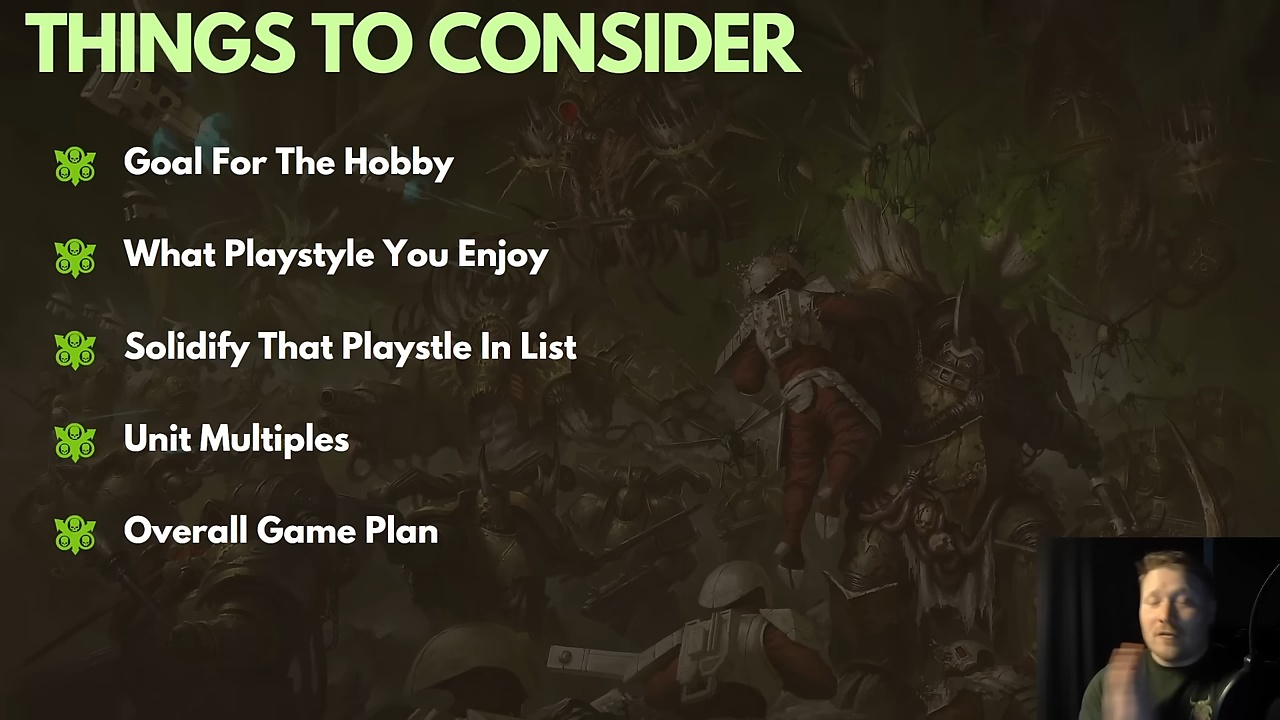 THINGS TO CONSIDER
Goal For The Hobby
What Playstyle You Enjoy
Solidify That Playstle In List
Unit Multiples
Overall Game Plan